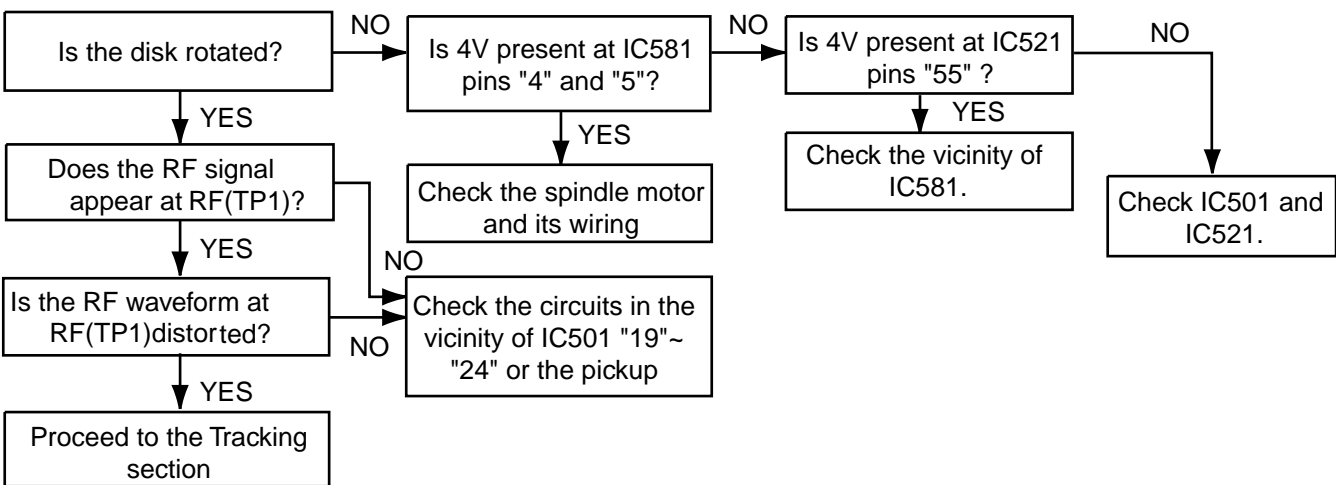 Is the disk rotated?
NO
Is 4V present at IC581
pins "4" and "5"?
NO
Is 4V present at IC521
pins "55" ?
NO
YES
YES
YES
Does the RF signal
appear at RF(TP1)?
Check the spindle motor
and its wiring
Check the vicinity of
IC581.
Check IC501 and
IC521.
YES
NO
Is the RF waveform at
RF(TP1)distorted?
NO
Check the circuits in the
vicinity of IC501 "19"~
"24" or the pickup
YES
Proceed to the Tracking
section